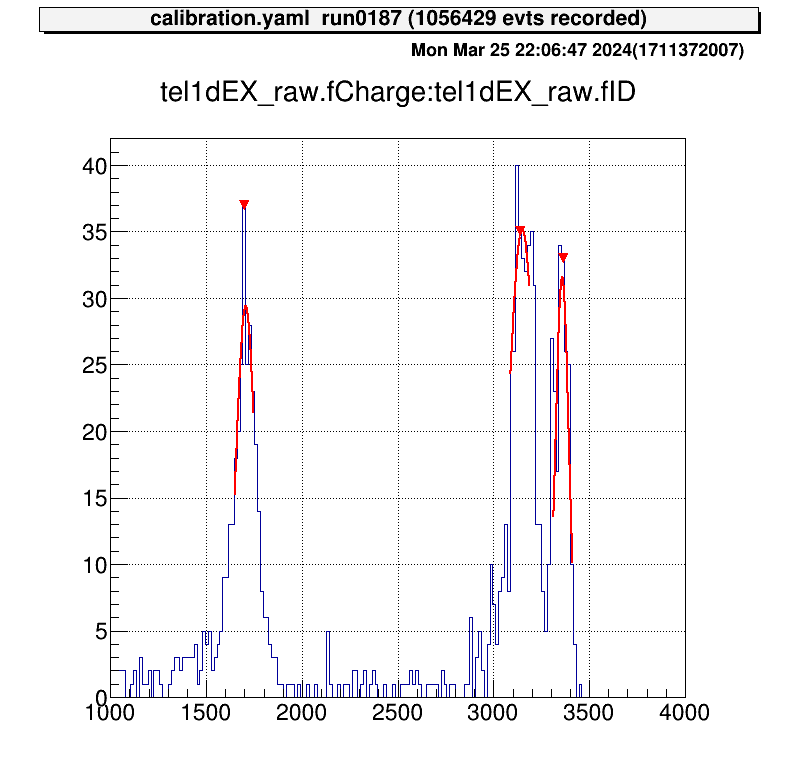 calibration.yaml run0187 (1056429 evts recorded)
Mon Mar 25 22:06:47 2024(1711372007)
tel1dEX_raw.fCharge:tel1dEX_raw.fID
40
35
30
25
20
15
10
5
0
1000 1500 2000 2500 3000 3500 4000